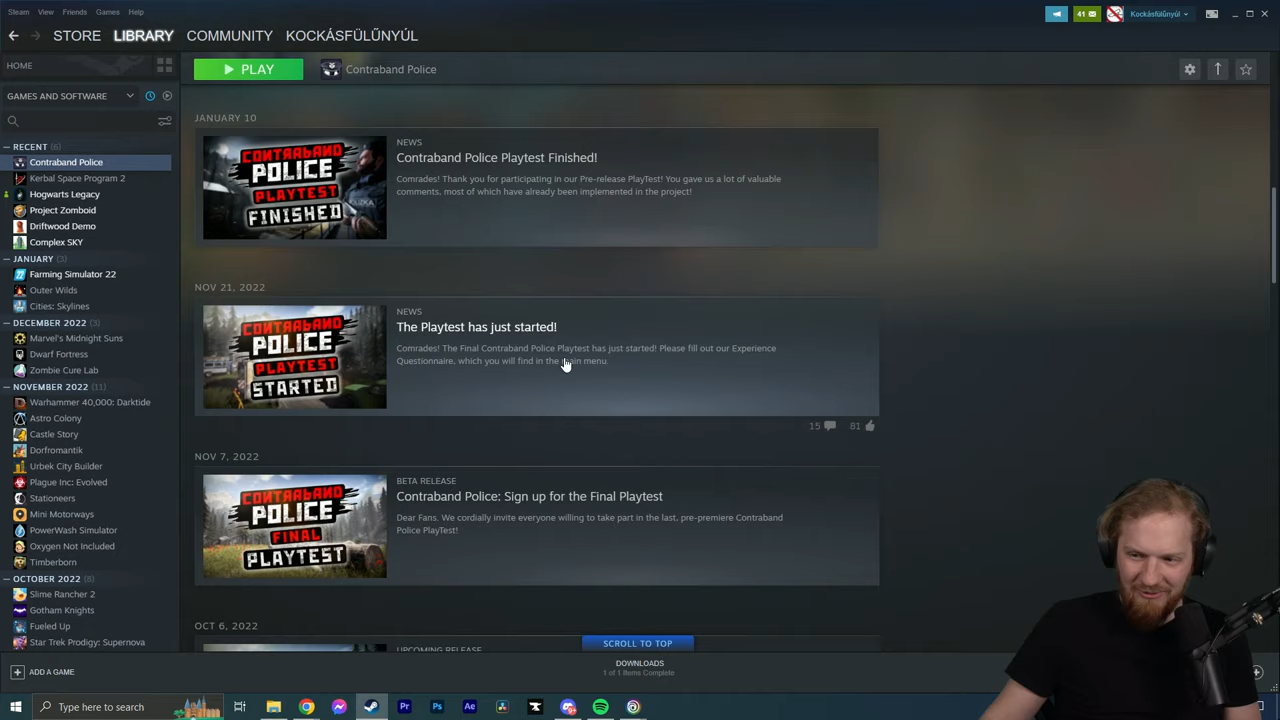 Steam View Friends Games Help
41
Kockásfülűnyúl
STORE LIBRARY COMMUNITY KOCKÁSFÜLŰNYÚL
HOME
PLAY
Contraband Police
GAMES AND SOFTWARE
RECENT (6)
Contraband Police
Kerbal Space Program 2
Hogwarts Legacy
Project Zomboid
Driftwood Demo
Complex SKY
JANUARY (3)
Farming Simulator 22
Outer Wilds
Cities: Skylines
DECEMBER 2022 (3)
Marvel's Midnight Suns
Dwarf Fortress
Zombie Cure Lab
NOVEMBER 2022 (11)
Warhammer 40,000: Darktide
Astro Colony
Castle Story
Dorfromantik
Urbek City Builder
Plague Inc: Evolved
Stationeers
Mini Motorways
PowerWash Simulator
Oxygen Not Included
Timberborn
OCTOBER 2022 (8)
Slime Rancher 2
Gotham Knights
Fueled Up
Star Trek Prodigy: Supernova
JANUARY 10
CONTRABAND
POLICE
PLAYTEST
FINISHED
NEWS
Contraband Police Playtest Finished!
Comrades! Thank you for participating in our Pre-release PlayTest! You gave us a lot of valuable
comments, most of which have already been implemented in the project!
NOV 21, 2022
CONTRABAND
POLICE
PLAYTEST
STARTED
NEWS
The Playtest has just started!
Comrades! The Final Contraband Police Playtest has just started! Please fill out our Experience
Questionnaire, which you will find in the main menu.
15 81
NOV 7, 2022
CONTRABAND
POLICE
FINAL
PLAYTEST
BETA RELEASE
Contraband Police: Sign up for the Final Playtest
Dear Fans. We cordially invite everyone willing to take part in the last, pre-premiere Contraband
Police PlayTest!
OCT 6, 2022
UPCOMING RELEASE
SCROLL TO TOP
ADD A GAME
DOWNLOADS
1 of 1 Items Complete
Type here to search
Pr Ps Ae